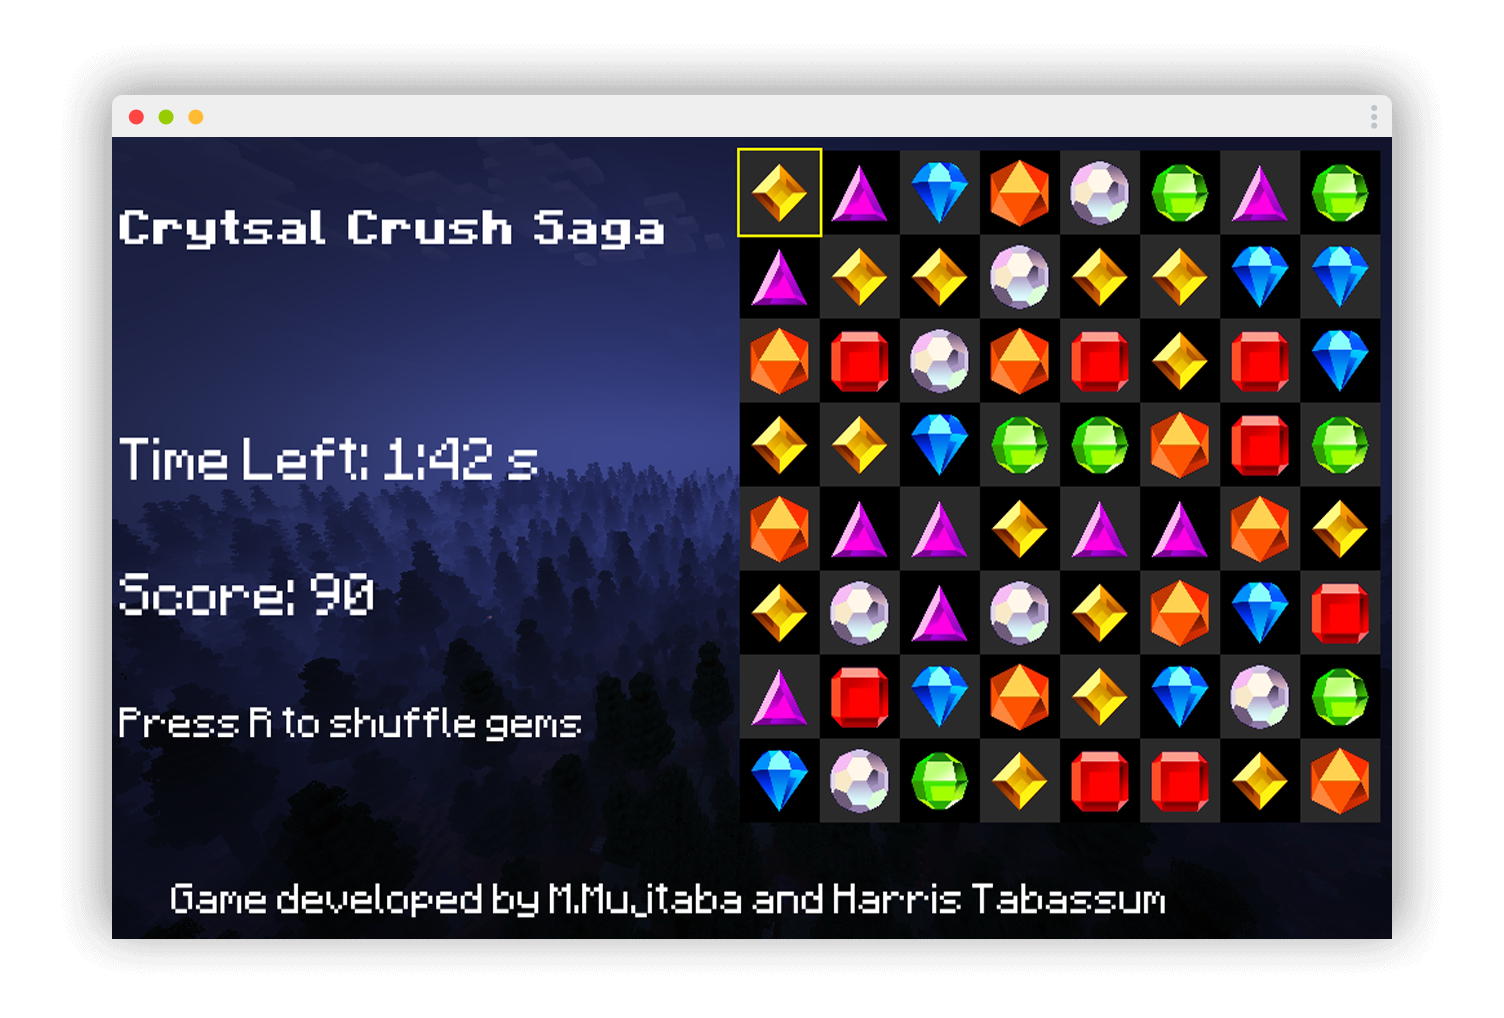 Crytsal Crush Saga
Time Left: 1:42 s
Score: 90
Press R to shuffle gems
Game developed by M.Mujtaba and Harris Tabassum